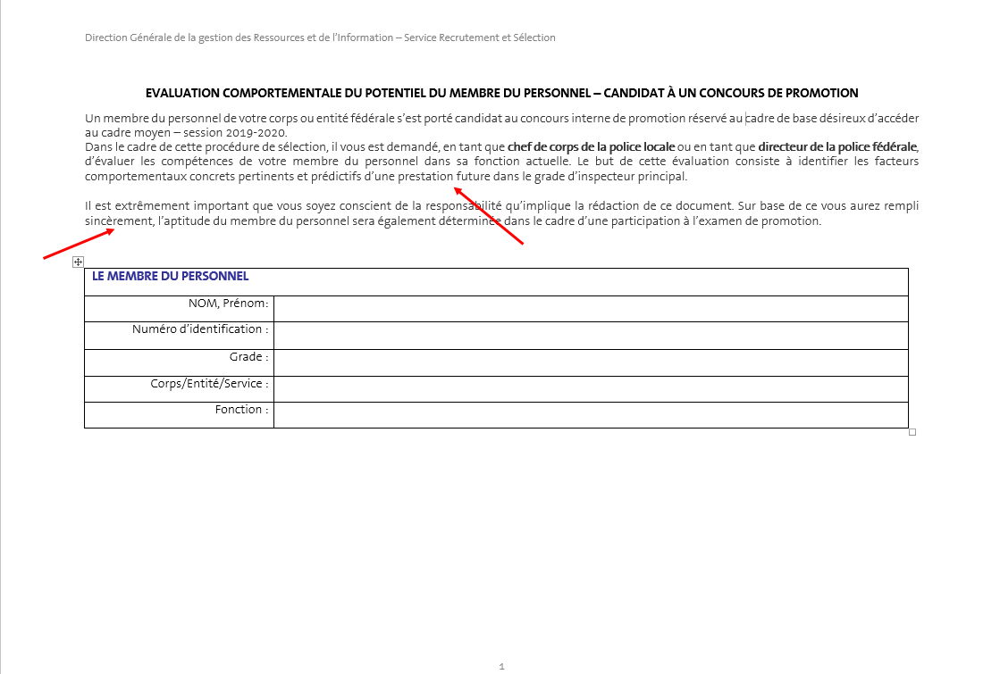 Direction Générale de la gestion des Ressources et de l'Information – Service Recrutement et Sélection
EVALUATION COMPORTEMENTALE DU POTENTIEL DU MEMBRE DU PERSONNEL – CANDIDAT À UN CONCOURS DE PROMOTION
Un membre du personnel de votre corps ou entité fédérale s'est porté candidat au concours interne de promotion réservé au cadre de base désireux d'accéder
au cadre moyen – session 2019-2020.
Dans le cadre de cette procédure de sélection, il vous est demandé, en tant que chef de corps de la police locale ou en tant que directeur de la police fédérale,
d'évaluer les compétences de votre membre du personnel dans sa fonction actuelle. Le but de cette évaluation consiste à identifier les facteurs
comportementaux concrets pertinents et prédictifs d'une prestation future dans le grade d'inspecteur principal.
Il est extrêmement important que vous soyez conscient de la responsabilité qu'implique la rédaction de ce document. Sur base de ce vous aurez rempli
sincèrement, l'aptitude du membre du personnel sera également déterminée dans le cadre d'une participation à l'examen de promotion.
LE MEMBRE DU PERSONNEL
NOM, Prénom:
Numéro d'identification :
Grade :
Corps/Entité/Service :
Fonction :
1